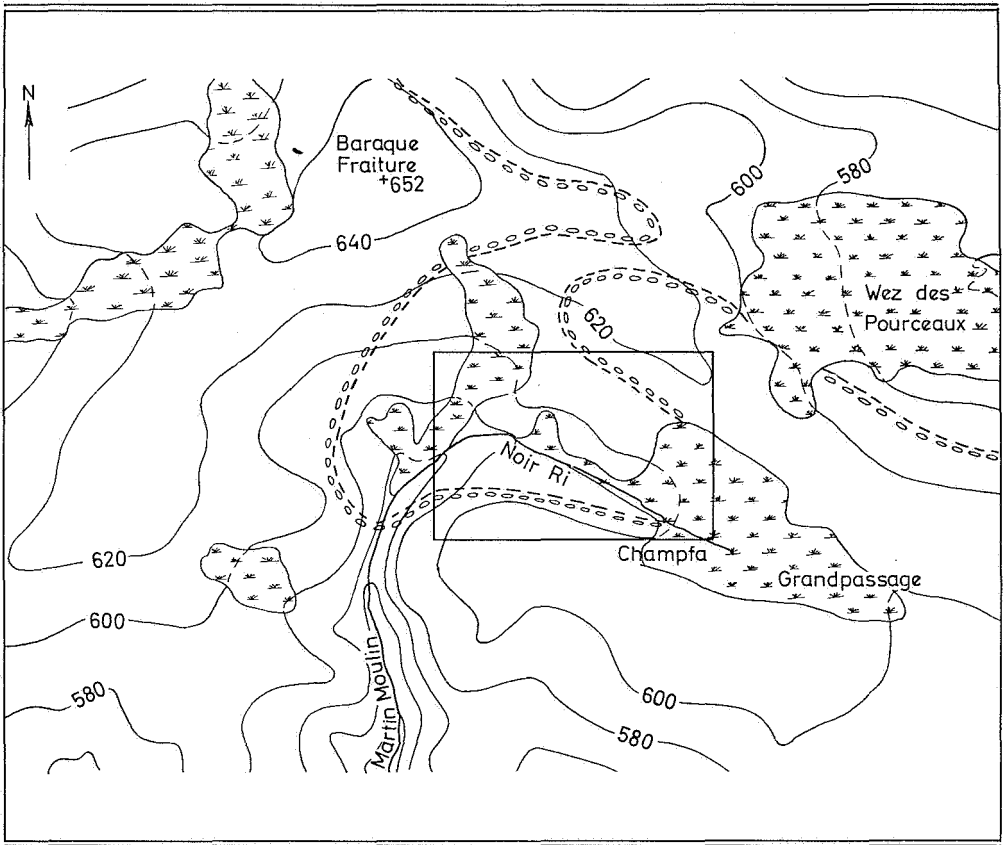 N
Baraque
Fraiture
+652
600
580
640
Wez des
Pourceaux
620
Noir Ri
Champfa
620
Grandpassage
600
Martin Moulin
580
600
580